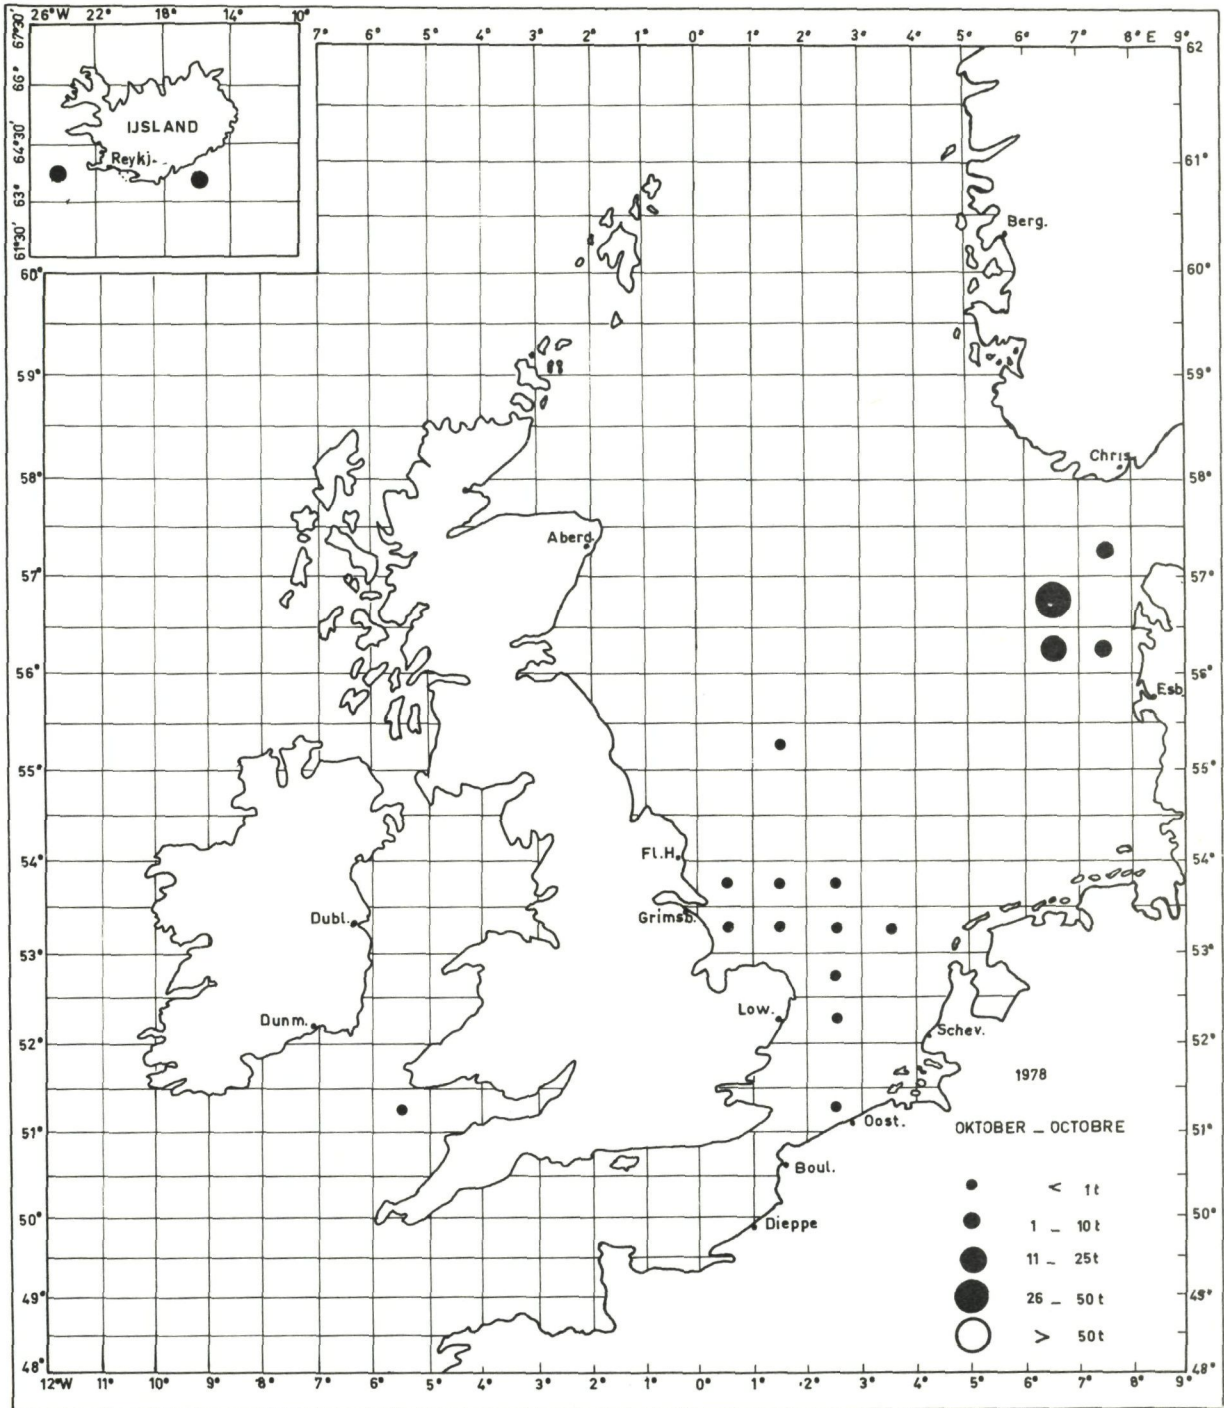 26°W 22° 18° 14° 10°
67°30'
66°
64°30'
63°
61°30'
IJSLAND
Reykj.
7° 6° 5° 4° 3° 2° 1° 0° 1° 2° 3° 4° 5° 6° 7° 8° E 9°
62
61°
Berg.
60° 60°
59° 59°
Chris
58° 58°
Aberd.
57° 57°
56° 56°
Esb
55° 55°
Fl.H.
54° 54°
Dubl.
Grimsb.
53° 53°
Low.
Dunm.
Schev.
52° 52°
1978
Oost.
51° 51°
OKTOBER _ OCTOBRE
Boul.
< 1t
50° 50°
Dieppe
1 _ 10t
11 _ 25t
49° 49°
26 _ 50t
> 50t
48° 48°
12°W 11° 10° 9° 8° 7° 6° 5° 4° 3° 2° 1° 0° 1° 2° 3° 4° 5° 6° 7° 8° 9°